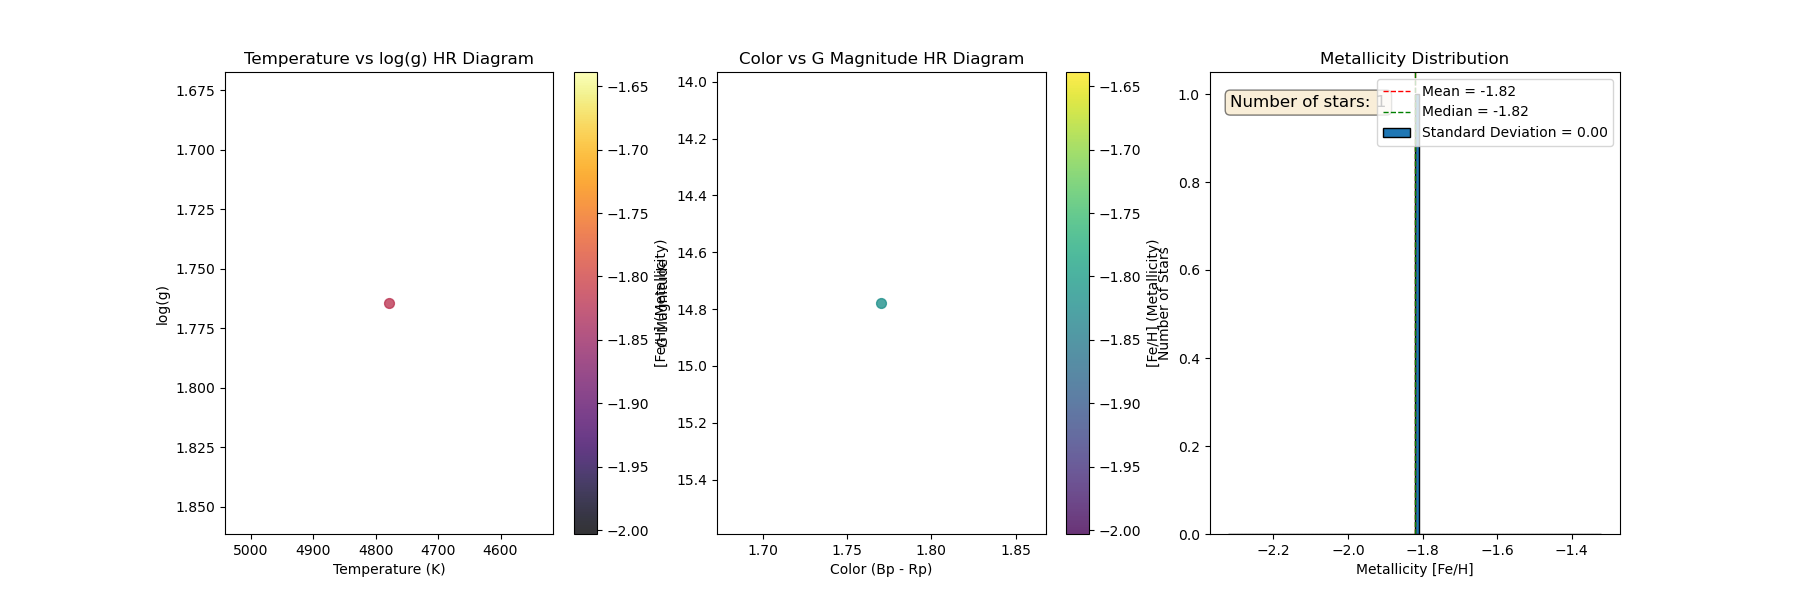 Temperature vs log(g) HR Diagram
1.675
1.700
1.725
1.750
1.775
1.800
1.825
1.850
log(g)
5000 4900 4800 4700 4600
Temperature (K)
−1.65
−1.70
−1.75
−1.80
−1.85
−1.90
−1.95
−2.00
[Fe/H] (Metallicity)
Color vs G Magnitude HR Diagram
14.0
14.2
14.4
14.6
14.8
15.0
15.2
15.4
G Magnitude
1.70 1.75 1.80 1.85
Color (Bp - Rp)
−1.65
−1.70
−1.75
−1.80
−1.85
−1.90
−1.95
−2.00
[Fe/H] (Metallicity)
Metallicity Distribution
1.0
0.8
0.6
0.4
0.2
0.0
Number of Stars
Number of stars: 1
Mean = -1.82
Median = -1.82
Standard Deviation = 0.00
−2.2 −2.0 −1.8 −1.6 −1.4
Metallicity [Fe/H]